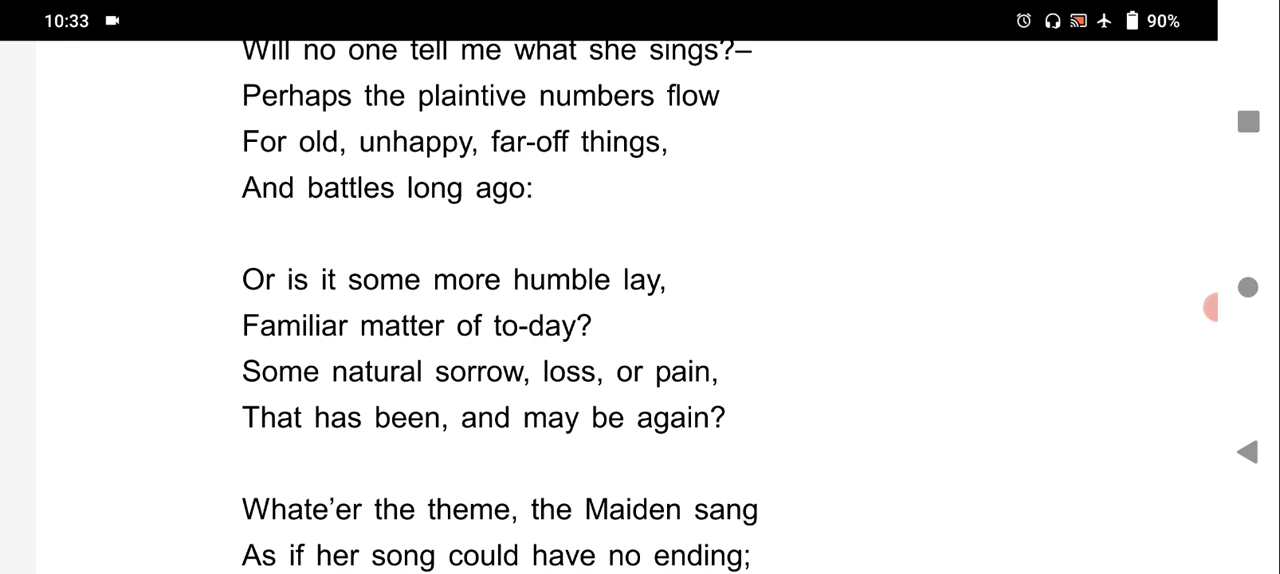 10:33 90%
Will no one tell me what she sings?–
Perhaps the plaintive numbers flow
For old, unhappy, far-off things,
And battles long ago:
Or is it some more humble lay,
Familiar matter of to-day?
Some natural sorrow, loss, or pain,
That has been, and may be again?
Whate’er the theme, the Maiden sang
As if her song could have no ending;